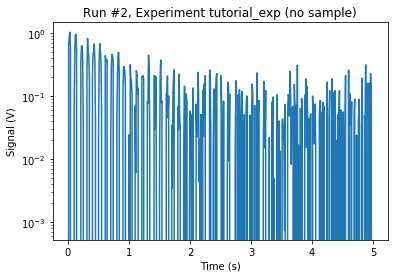 Run #2, Experiment tutorial_exp (no sample)
Signal (V)
10⁰
10⁻¹
10⁻²
10⁻³
0 1 2 3 4 5
Time (s)